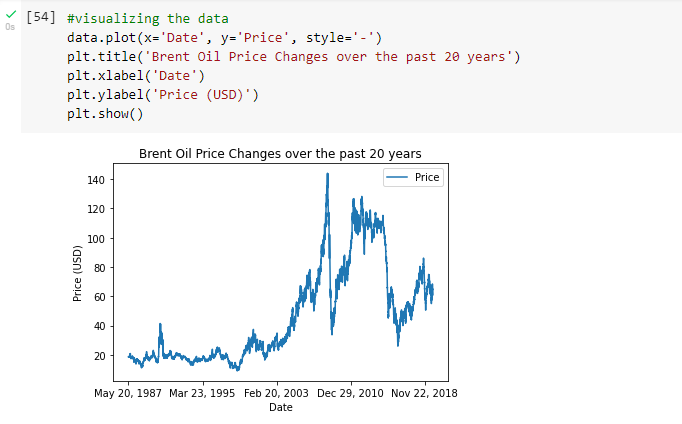 [54] #visualizing the data
0s
data.plot(x='Date', y='Price', style='-')
plt.title('Brent Oil Price Changes over the past 20 years')
plt.xlabel('Date')
plt.ylabel('Price (USD)')
plt.show()
Brent Oil Price Changes over the past 20 years
Price
140
120
100
80
60
40
20
Price (USD)
May 20, 1987 Mar 23, 1995 Feb 20, 2003 Dec 29, 2010 Nov 22, 2018
Date